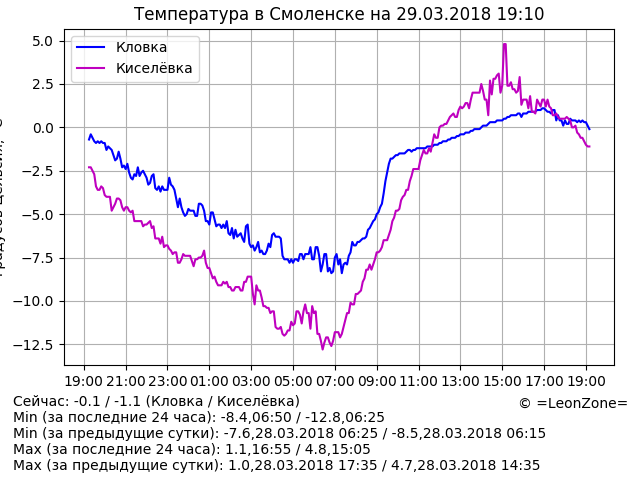 Температура в Смоленске на 29.03.2018 19:10
Кловка
Киселёвка
5.0
2.5
0.0
−2.5
−5.0
−7.5
−10.0
−12.5
19:00 21:00 23:00 01:00 03:00 05:00 07:00 09:00 11:00 13:00 15:00 17:00 19:00
Сейчас: -0.1 / -1.1 (Кловка / Киселёвка)
© =LeonZone=
Min (за последние 24 часа): -8.4,06:50 / -12.8,06:25
Min (за предыдущие сутки): -7.6,28.03.2018 06:25 / -8.5,28.03.2018 06:15
Max (за последние 24 часа): 1.1,16:55 / 4.8,15:05
Max (за предыдущие сутки): 1.0,28.03.2018 17:35 / 4.7,28.03.2018 14:35